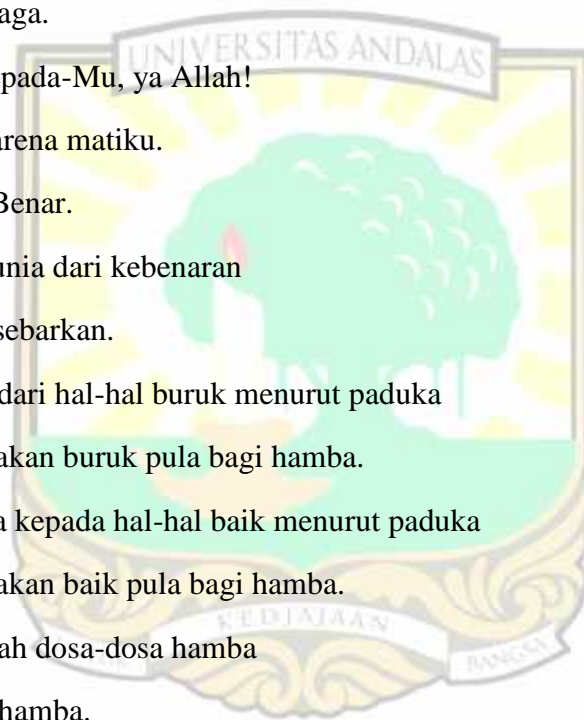 aga.
UNIVERSITAS ANDALAS
pada-Mu, ya Allah!
arena matiku.
Benar.
unia dari kebenaran
sebarkan.
dari hal-hal buruk menurut paduka
akan buruk pula bagi hamba.
a kepada hal-hal baik menurut paduka
akan baik pula bagi hamba.
KEDJAJAAN
ah dosa-dosa hamba
BANGSA
hamba.